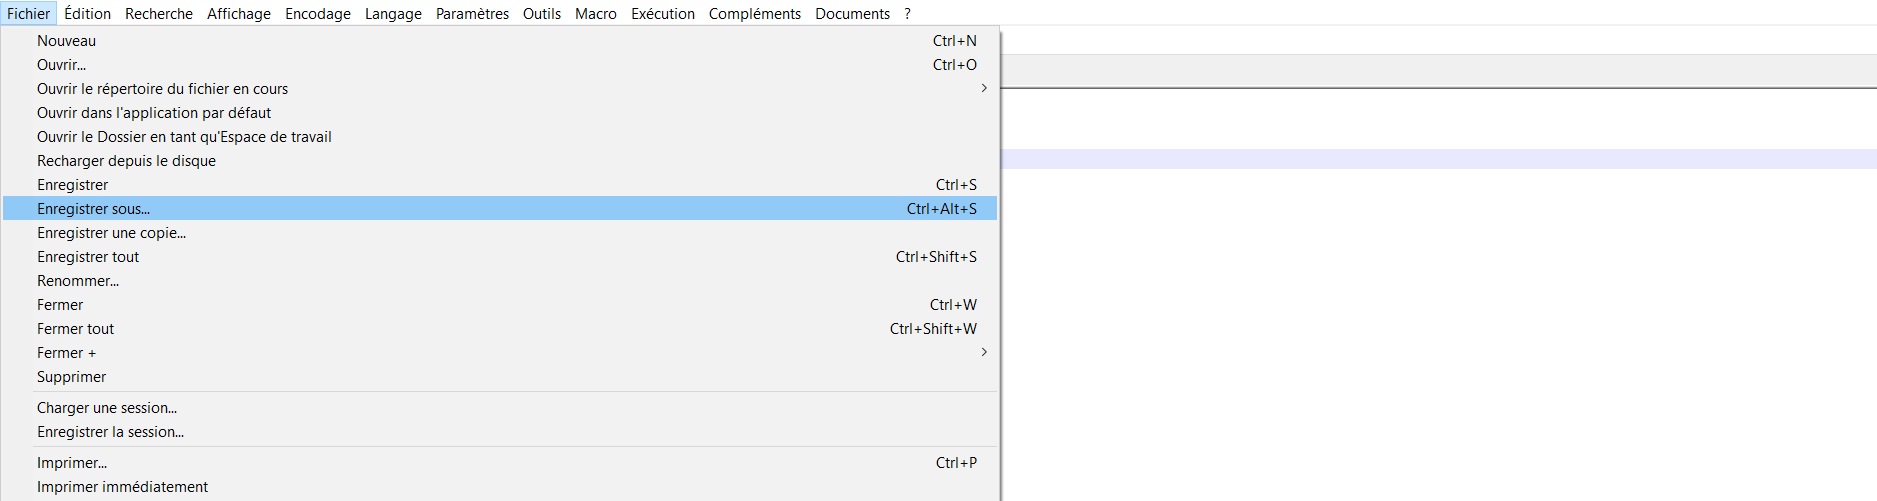 Fichier Édition Recherche Affichage Encodage Langage Paramètres Outils Macro Exécution Compléments Documents ?
Nouveau Ctrl+N
Ouvrir... Ctrl+O
Ouvrir le répertoire du fichier en cours
Ouvrir dans l'application par défaut
Ouvrir le Dossier en tant qu'Espace de travail
Recharger depuis le disque
Enregistrer Ctrl+S
Enregistrer sous... Ctrl+Alt+S
Enregistrer une copie...
Enregistrer tout Ctrl+Shift+S
Renommer...
Fermer Ctrl+W
Fermer tout Ctrl+Shift+W
Fermer +
Supprimer
Charger une session...
Enregistrer la session...
Imprimer... Ctrl+P
Imprimer immédiatement